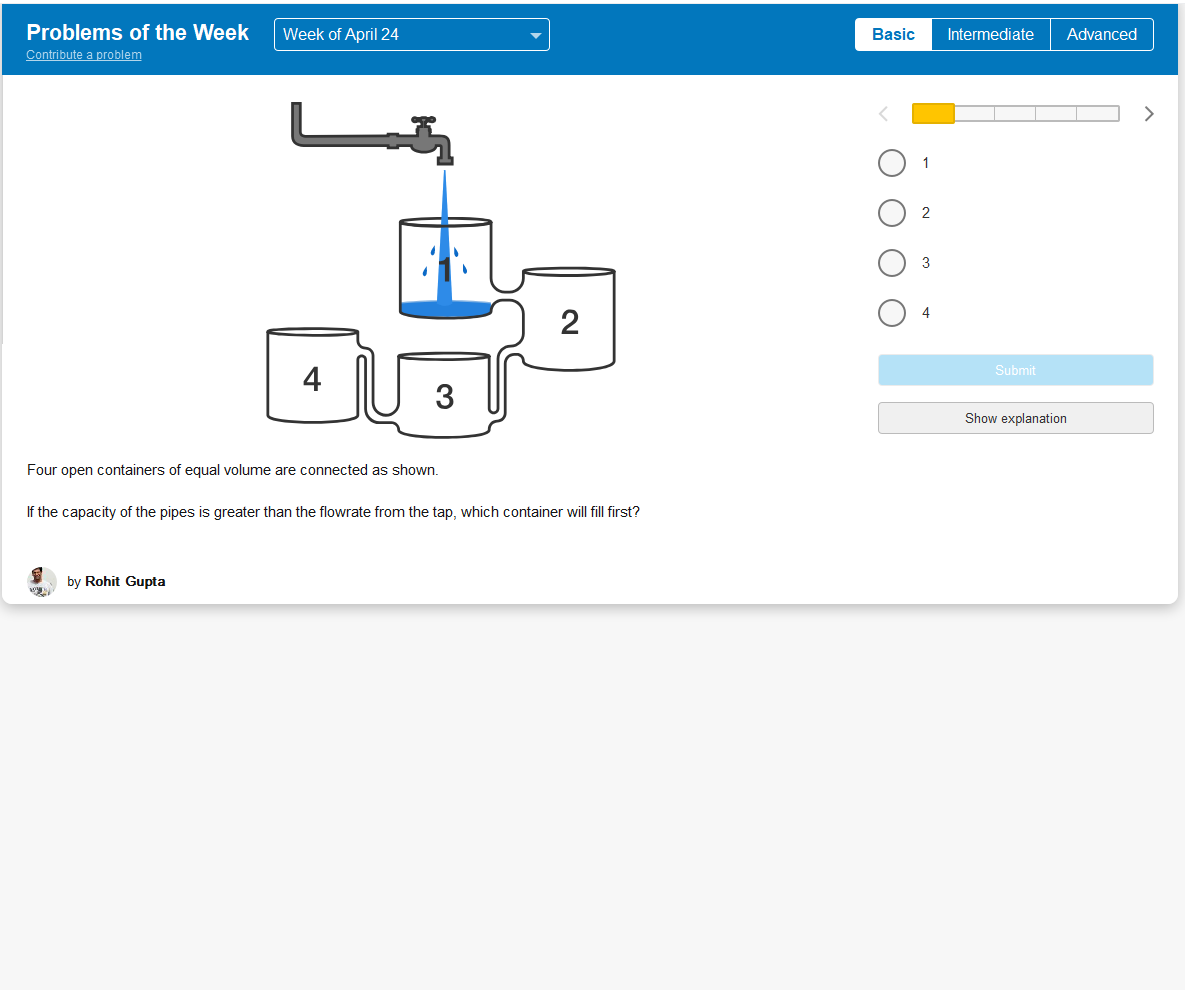 Problems of the Week
Contribute a problem
Week of April 24
Basic
Intermediate
Advanced
1
2
4
3
1
2
3
4
Submit
Show explanation
Four open containers of equal volume are connected as shown.
If the capacity of the pipes is greater than the flowrate from the tap, which container will fill first?
by Rohit Gupta